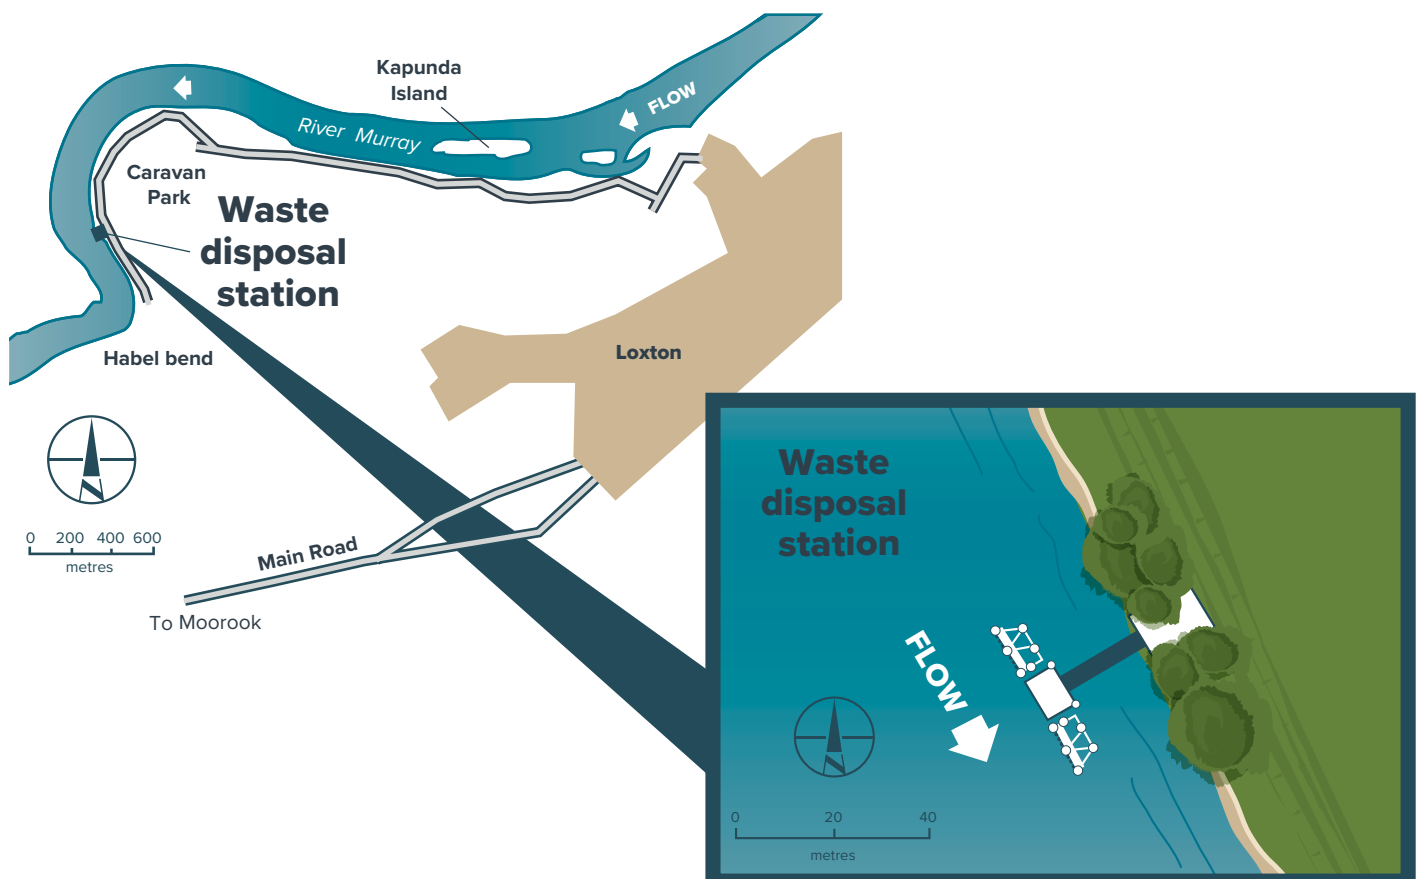 Kapunda
Island
FLOW
River Murray
Caravan
Park
Waste
disposal
station
Habel bend
Loxton
0 200 400 600
metres
Main Road
To Moorook
Waste
disposal
station
FLOW
0 20 40
metres